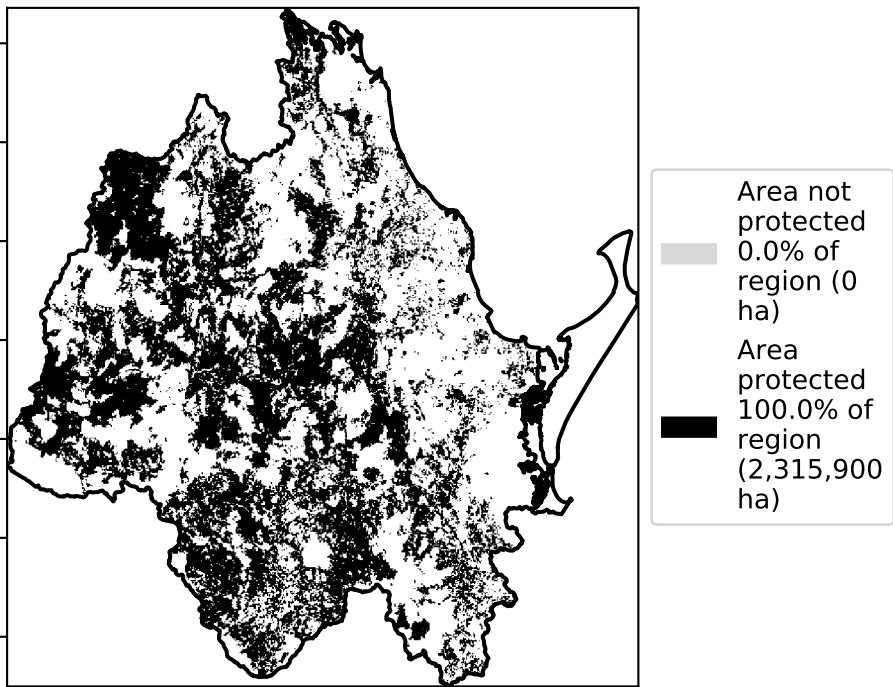 Area not
protected
0.0% of
region (0
ha)
Area
protected
100.0% of
region
(2,315,900
ha)